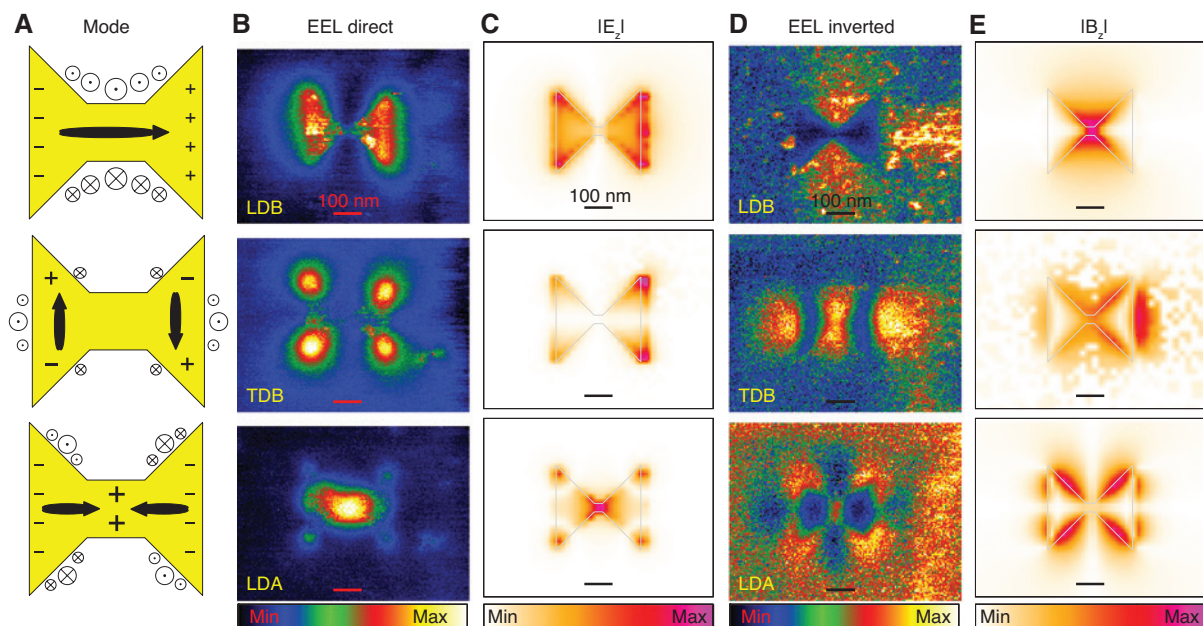 A Mode B EEL direct C |E_z| D EEL inverted E |B_z|
− − − − + + + +
100 nm
LDB
100 nm
100 nm
LDB
+ − − +
TDB
TDB
− − − − + + − − − −
LDA
LDA
Min Max Min Max Min Max Min Max